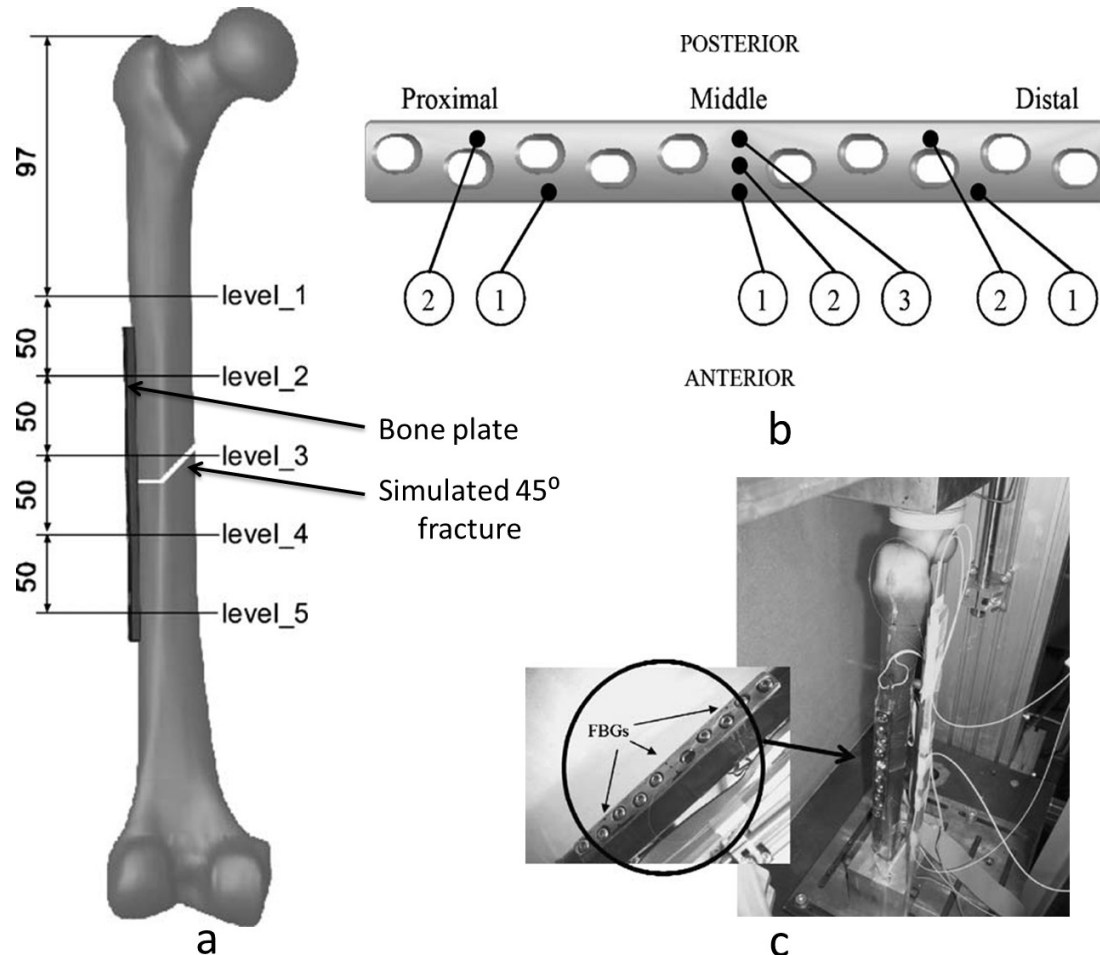 97
50
50
50
50
level_1
level_2
level_3
level_4
level_5
Bone plate
Simulated 45⁰
fracture
a
POSTERIOR
Proximal Middle Distal
2 1 1 2 3 2 1
ANTERIOR
b
FBGs
c